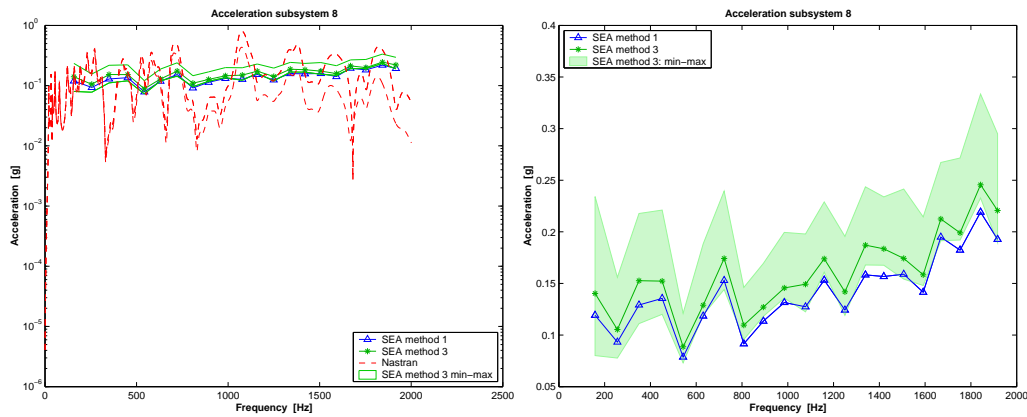 Acceleration subsystem 8
Acceleration [g]
10^0
10^−1
10^−2
10^−3
10^−4
10^−5
10^−6
0 500 1000 1500 2000 2500
Frequency [Hz]
SEA method 1
SEA method 3
Nastran
SEA method 3 min−max
Acceleration subsystem 8
Acceleration [g]
0.4
0.35
0.3
0.25
0.2
0.15
0.1
0.05
0 200 400 600 800 1000 1200 1400 1600 1800 2000
Frequency [Hz]
SEA method 1
SEA method 3
SEA method 3: min−max